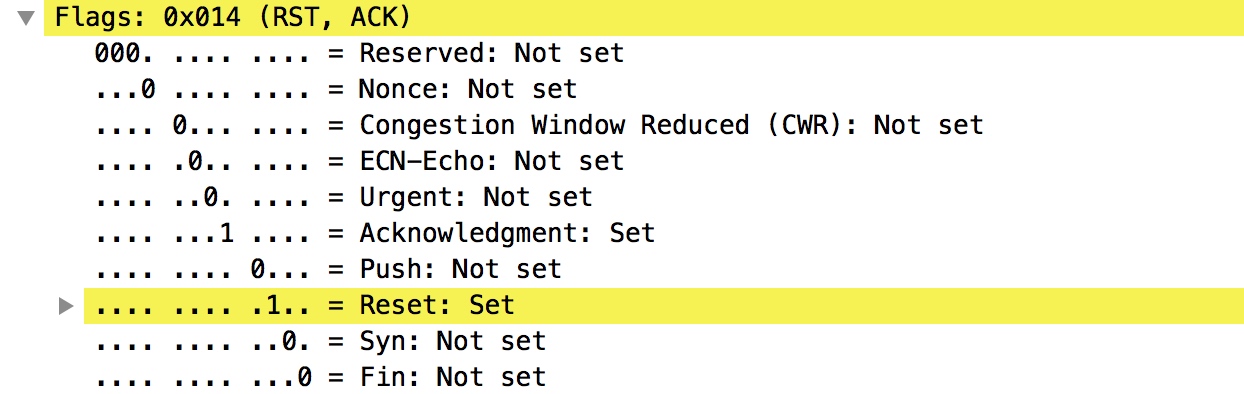 Flags: 0x014 (RST, ACK)
000. .... .... = Reserved: Not set
...0 .... .... = Nonce: Not set
.... 0... .... = Congestion Window Reduced (CWR): Not set
.... .0.. .... = ECN-Echo: Not set
.... ..0. .... = Urgent: Not set
.... ...1 .... = Acknowledgment: Set
.... .... 0... = Push: Not set
.... .... .1.. = Reset: Set
.... .... ..0. = Syn: Not set
.... .... ...0 = Fin: Not set